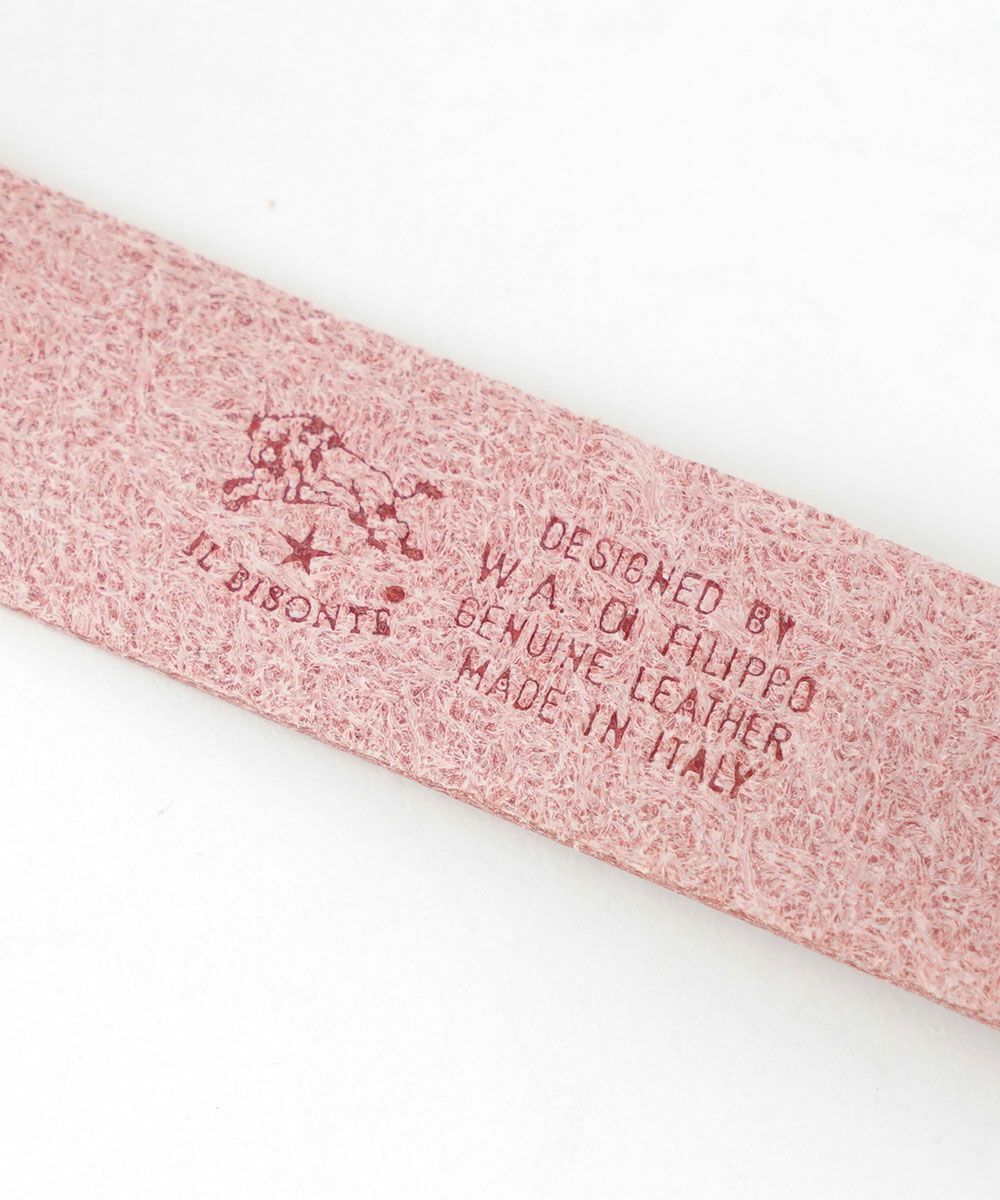 IL BISONTE
DESIGNED BY
W.A. DI FILIPPO
GENUINE LEATHER
MADE IN ITALY